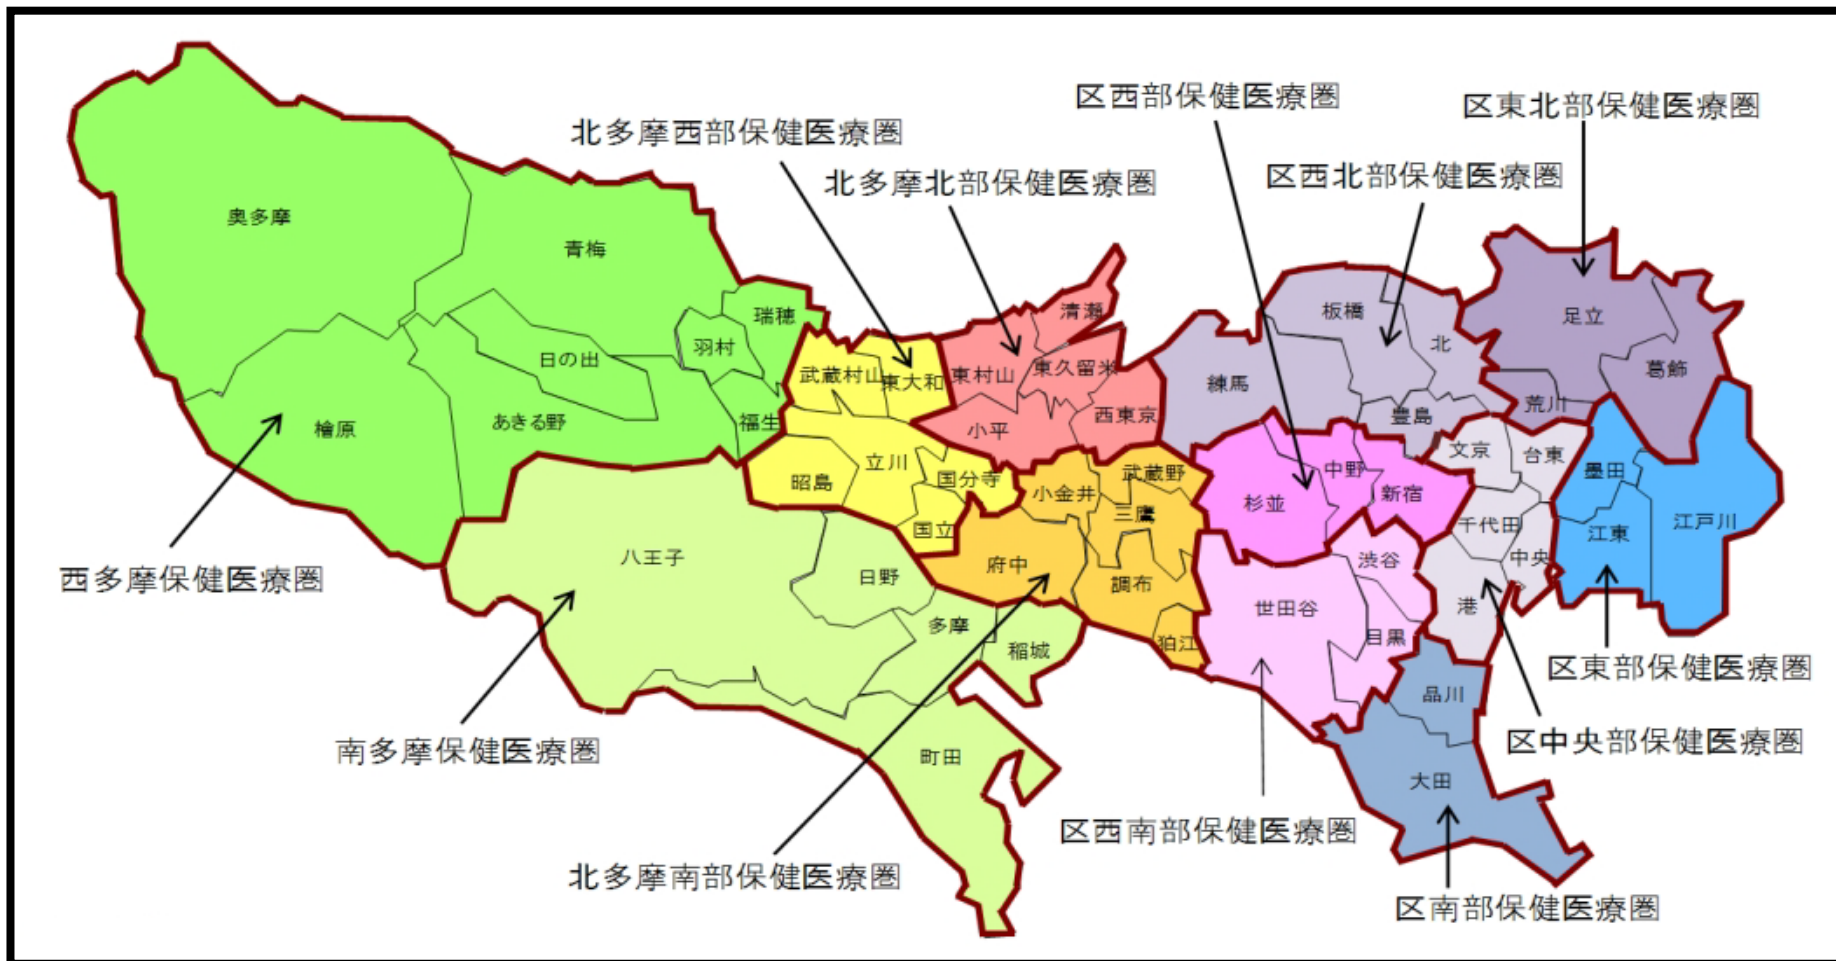 区西部保健医療圏
区東北部保健医療圏
北多摩西部保健医療圏
区西北部保健医療圏
北多摩北部保健医療圏
奥多摩
青梅
瑞穂
羽村
日の出
檜原
あきる野
福生
武蔵村山
東大和
清瀬
東村山
東久留米
小平
西東京
昭島
立川
国分寺
国立
小金井
武蔵野
三鷹
府中
調布
狛江
八王子
日野
多摩
稲城
町田
練馬
板橋
北
豊島
足立
葛飾
荒川
杉並
中野
新宿
文京
台東
千代田
中央
港
墨田
江東
江戸川
渋谷
世田谷
目黒
品川
大田
西多摩保健医療圏
区東部保健医療圏
南多摩保健医療圏
区中央部保健医療圏
区西南部保健医療圏
北多摩南部保健医療圏
区南部保健医療圏